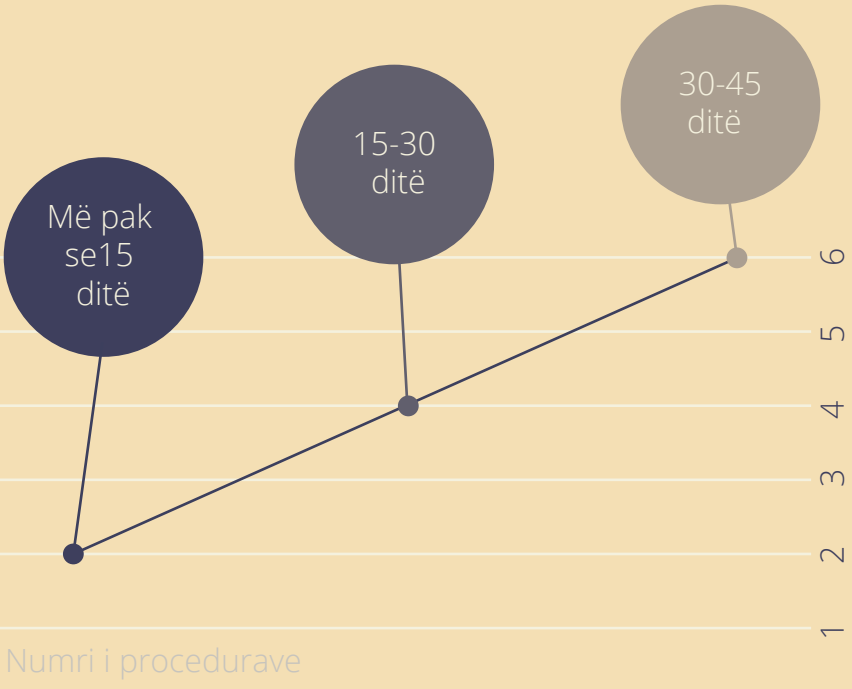 30-45
ditë
15-30
ditë
Më pak
se15
ditë
6
5
4
3
2
1
Numri i procedurave